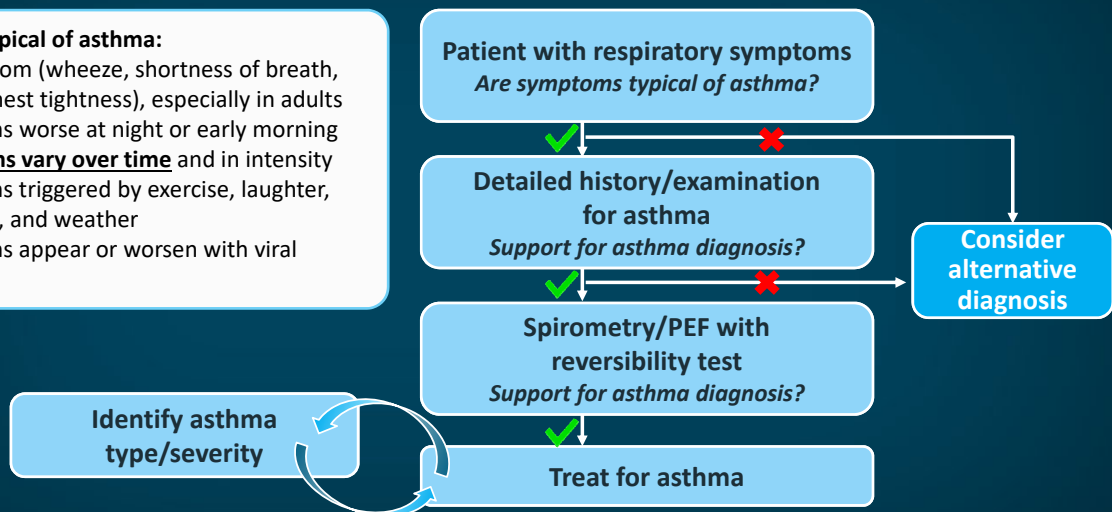 pical of asthma:
om (wheeze, shortness of breath,
nest tightness), especially in adults
ns worse at night or early morning
ns vary over time and in intensity
ns triggered by exercise, laughter,
, and weather
ns appear or worsen with viral
Patient with respiratory symptoms
Are symptoms typical of asthma?
Detailed history/examination
for asthma
Support for asthma diagnosis?
Consider
alternative
diagnosis
Spirometry/PEF with
reversibility test
Support for asthma diagnosis?
Identify asthma
type/severity
Treat for asthma